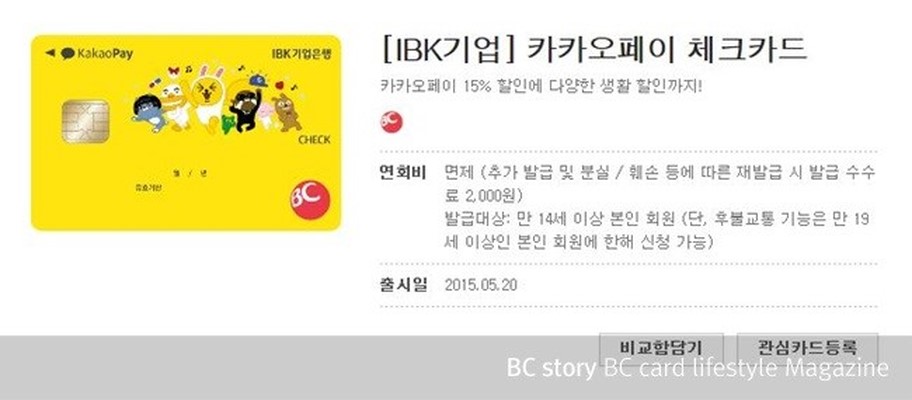 KakaoPay
IBK기업은행
CHECK
월 / 년
유효기한
BC
[IBK기업] 카카오페이 체크카드
카카오페이 15% 할인에 다양한 생활 할인까지!
BC
연회비 면제 (추가 발급 및 분실 / 훼손 등에 따른 재발급 시 발급 수수
료 2,000원)
발급대상: 만 14세 이상 본인 회원 (단, 후불교통 기능은 만 19
세 이상인 본인 회원에 한해 신청 가능)
출시일 2015.05.20
비교함담기 관심카드등록
BC story BC card lifestyle Magazine